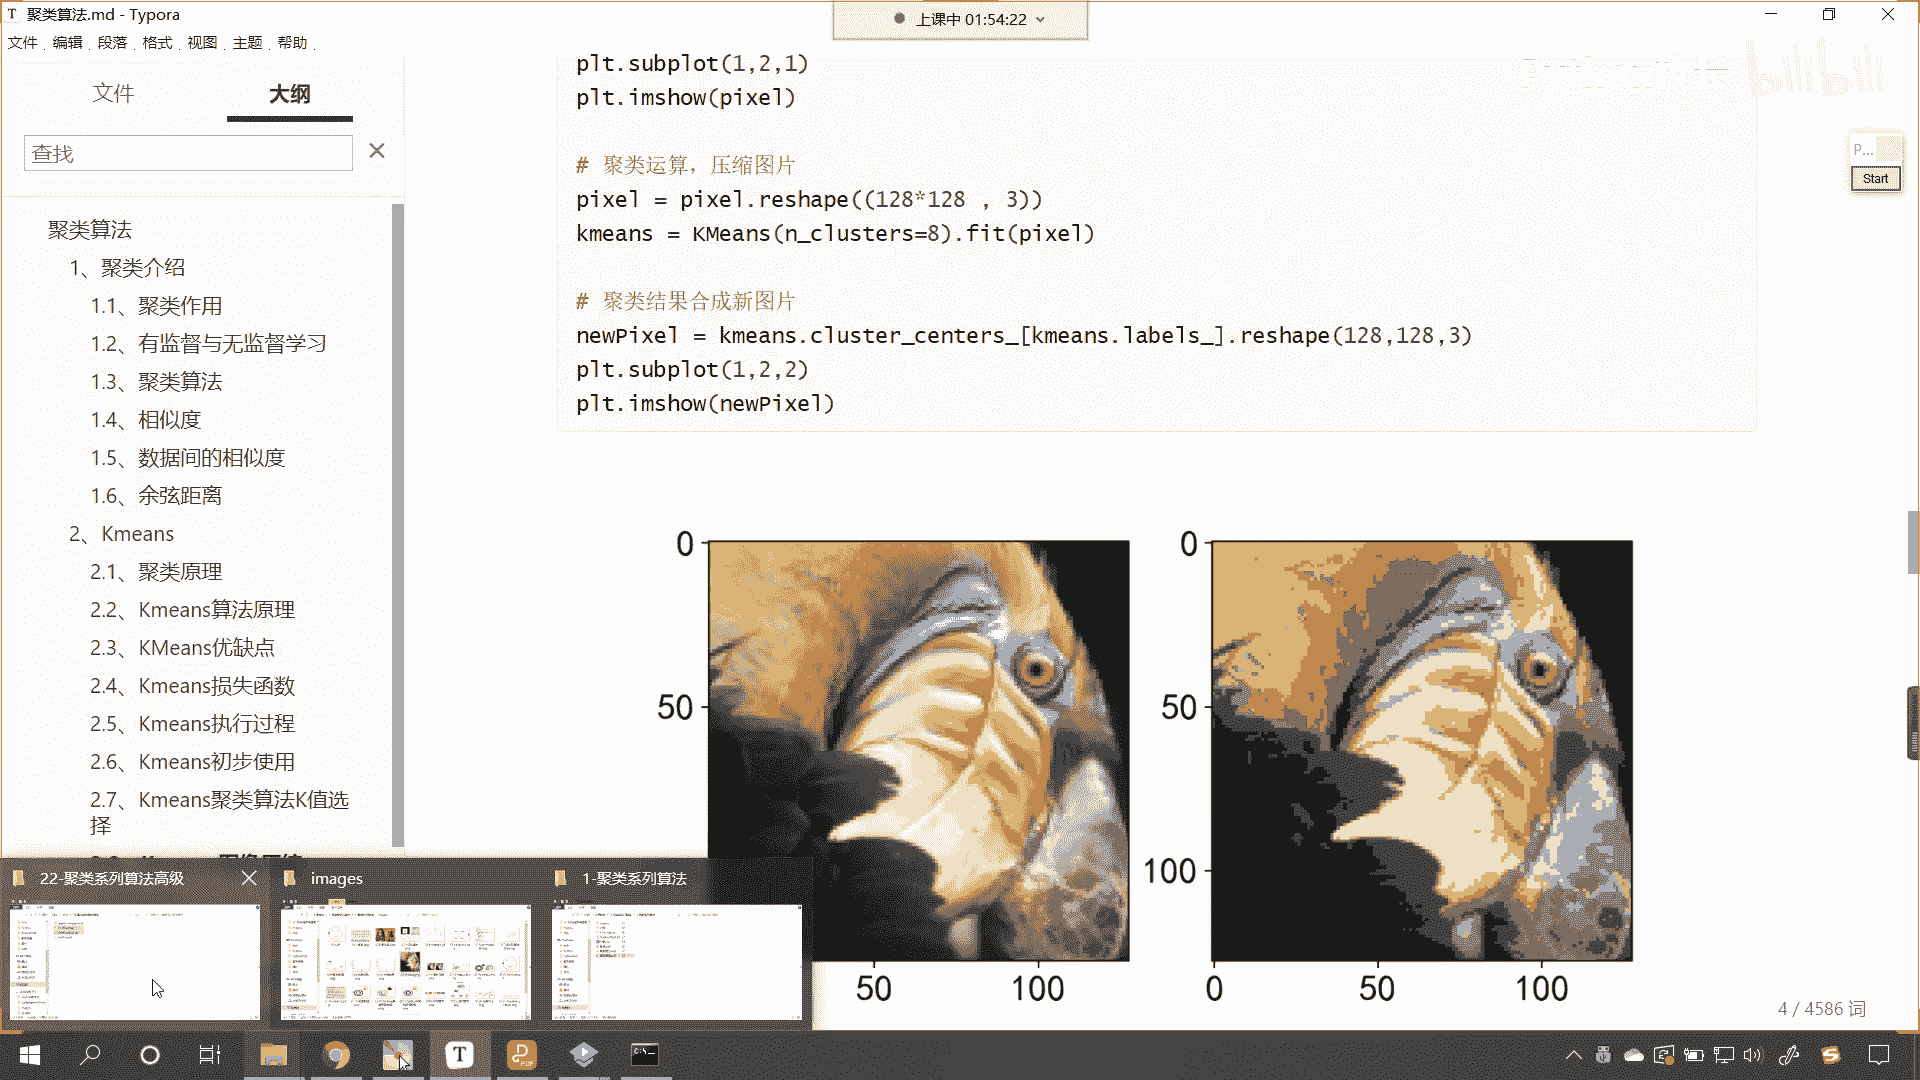 聚类算法.md - Typora
上课中 01:54:22
文件 编辑 段落 格式 视图 主题 帮助
文件 大纲
查找
聚类算法
1、聚类介绍
1.1、聚类作用
1.2、有监督与无监督学习
1.3、聚类算法
1.4、相似度
1.5、数据间的相似度
1.6、余弦距离
2、Kmeans
2.1、聚类原理
2.2、Kmeans算法原理
2.3、KMeans优缺点
2.4、Kmeans损失函数
2.5、Kmeans执行过程
2.6、Kmeans初步使用
2.7、Kmeans聚类算法K值选
择
plt.subplot(1,2,1)
plt.imshow(pixel)
# 聚类运算，压缩图片
pixel = pixel.reshape((128*128 , 3))
kmeans = KMeans(n_clusters=8).fit(pixel)
# 聚类结果合成新图片
newPixel = kmeans.cluster_centers_[kmeans.labels_].reshape(128,128,3)
plt.subplot(1,2,2)
plt.imshow(newPixel)
bilibili
P...
Start
0
50
50 100
0
50
100
0 50 100
4 / 4586 词
22-聚类系列算法高级
images
1-聚类系列算法